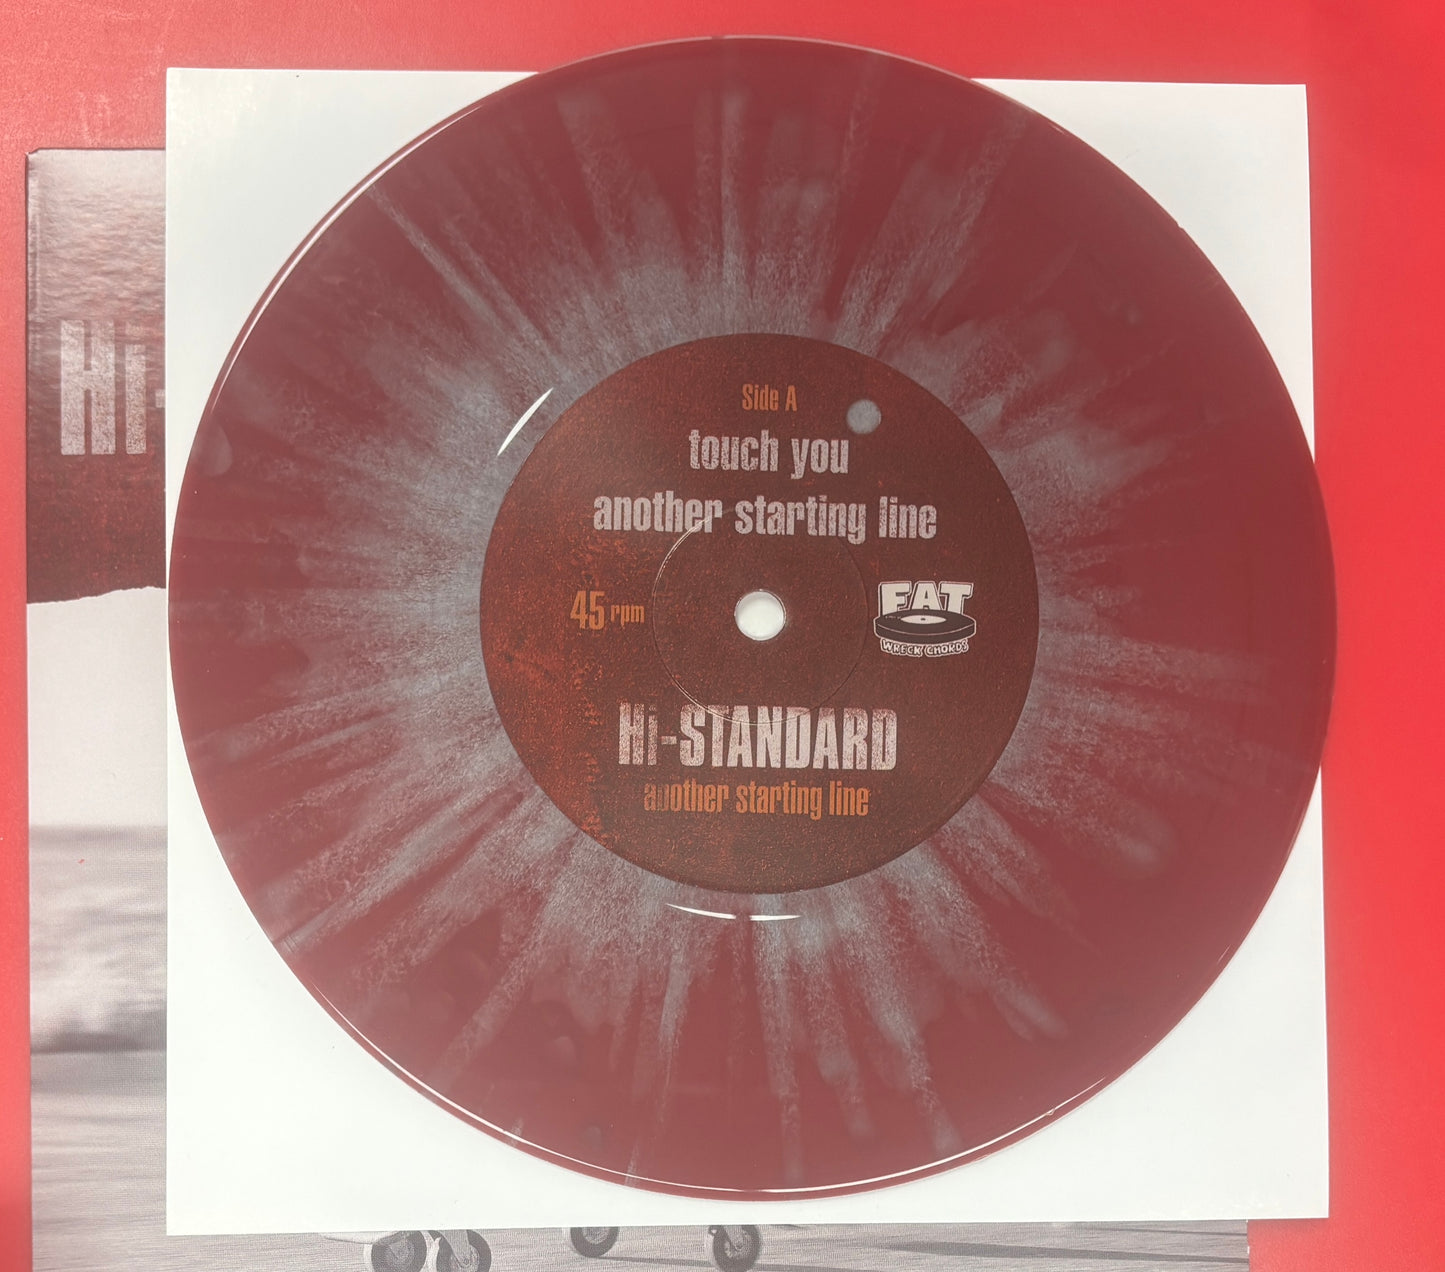 Hi-
Side A
touch you
another starting line
45 rpm
FAT
WRECK CHORDS
Hi-STANDARD
another starting line